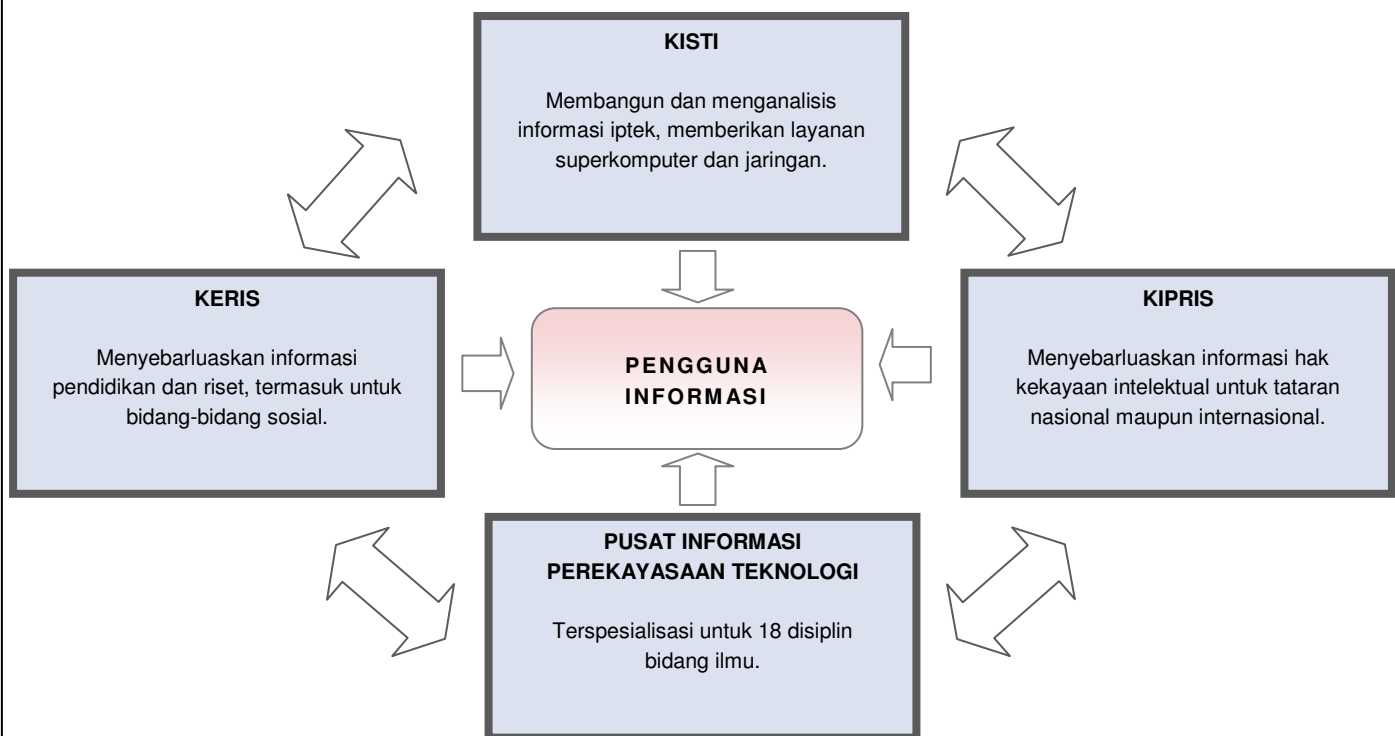 KISTI
Membangun dan menganalisis
informasi iptek, memberikan layanan
superkomputer dan jaringan.
KERIS
Menyebarluaskan informasi
pendidikan dan riset, termasuk untuk
bidang-bidang sosial.
PENGGUNA
INFORMASI
KIPRIS
Menyebarluaskan informasi hak
kekayaan intelektual untuk tataran
nasional maupun internasional.
PUSAT INFORMASI
PEREKAYASAAN TEKNOLOGI
Terspesialisasi untuk 18 disiplin
bidang ilmu.